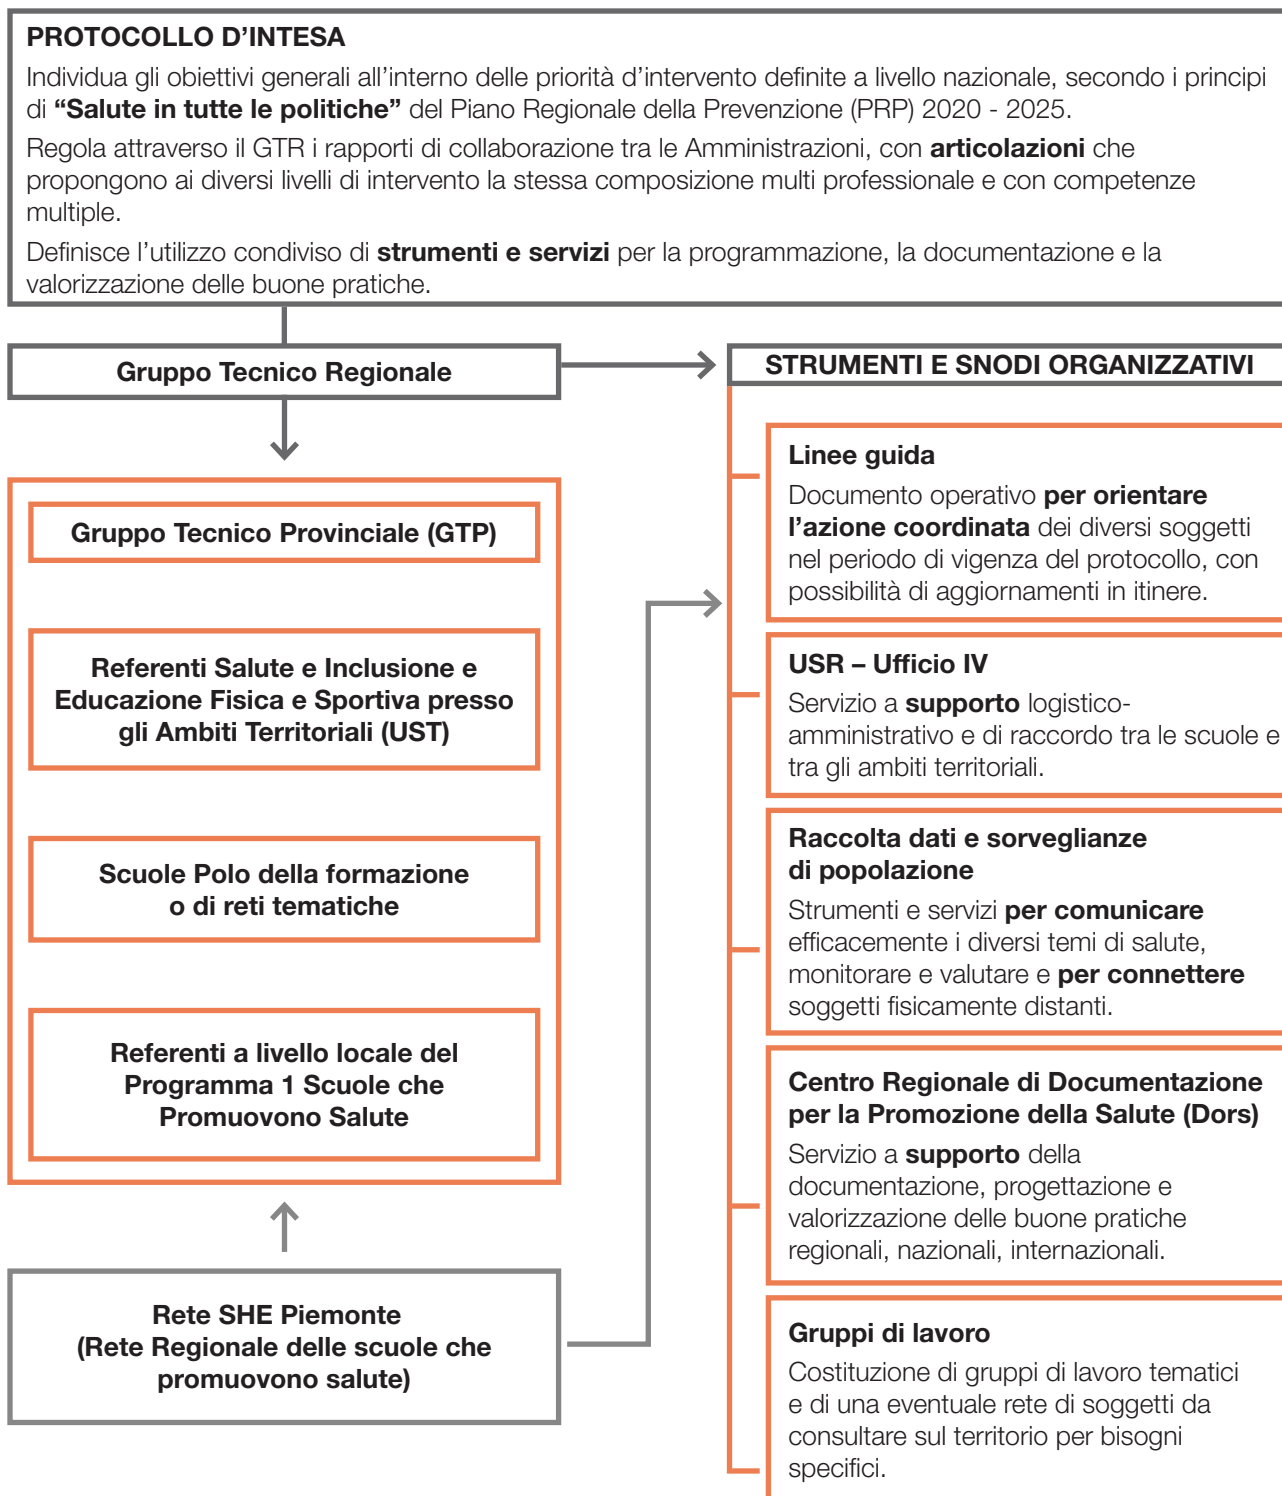 PROTOCOLLO D'INTESA
Individua gli obiettivi generali all'interno delle priorità d'intervento definite a livello nazionale, secondo i principi
di “Salute in tutte le politiche” del Piano Regionale della Prevenzione (PRP) 2020 - 2025.
Regola attraverso il GTR i rapporti di collaborazione tra le Amministrazioni, con articolazioni che
propongono ai diversi livelli di intervento la stessa composizione multi professionale e con competenze
multiple.
Definisce l'utilizzo condiviso di strumenti e servizi per la programmazione, la documentazione e la
valorizzazione delle buone pratiche.
Gruppo Tecnico Regionale
Gruppo Tecnico Provinciale (GTP)
Referenti Salute e Inclusione e
Educazione Fisica e Sportiva presso
gli Ambiti Territoriali (UST)
Scuole Polo della formazione
o di reti tematiche
Referenti a livello locale del
Programma 1 Scuole che
Promuovono Salute
Rete SHE Piemonte
(Rete Regionale delle scuole che
promuovono salute)
STRUMENTI E SNODI ORGANIZZATIVI
Linee guida
Documento operativo per orientare
l'azione coordinata dei diversi soggetti
nel periodo di vigenza del protocollo, con
possibilità di aggiornamenti in itinere.
USR – Ufficio IV
Servizio a supporto logistico-
amministrativo e di raccordo tra le scuole e
tra gli ambiti territoriali.
Raccolta dati e sorveglianze
di popolazione
Strumenti e servizi per comunicare
efficacemente i diversi temi di salute,
monitorare e valutare e per connettere
soggetti fisicamente distanti.
Centro Regionale di Documentazione
per la Promozione della Salute (Dors)
Servizio a supporto della
documentazione, progettazione e
valorizzazione delle buone pratiche
regionali, nazionali, internazionali.
Gruppi di lavoro
Costituzione di gruppi di lavoro tematici
e di una eventuale rete di soggetti da
consultare sul territorio per bisogni
specifici.